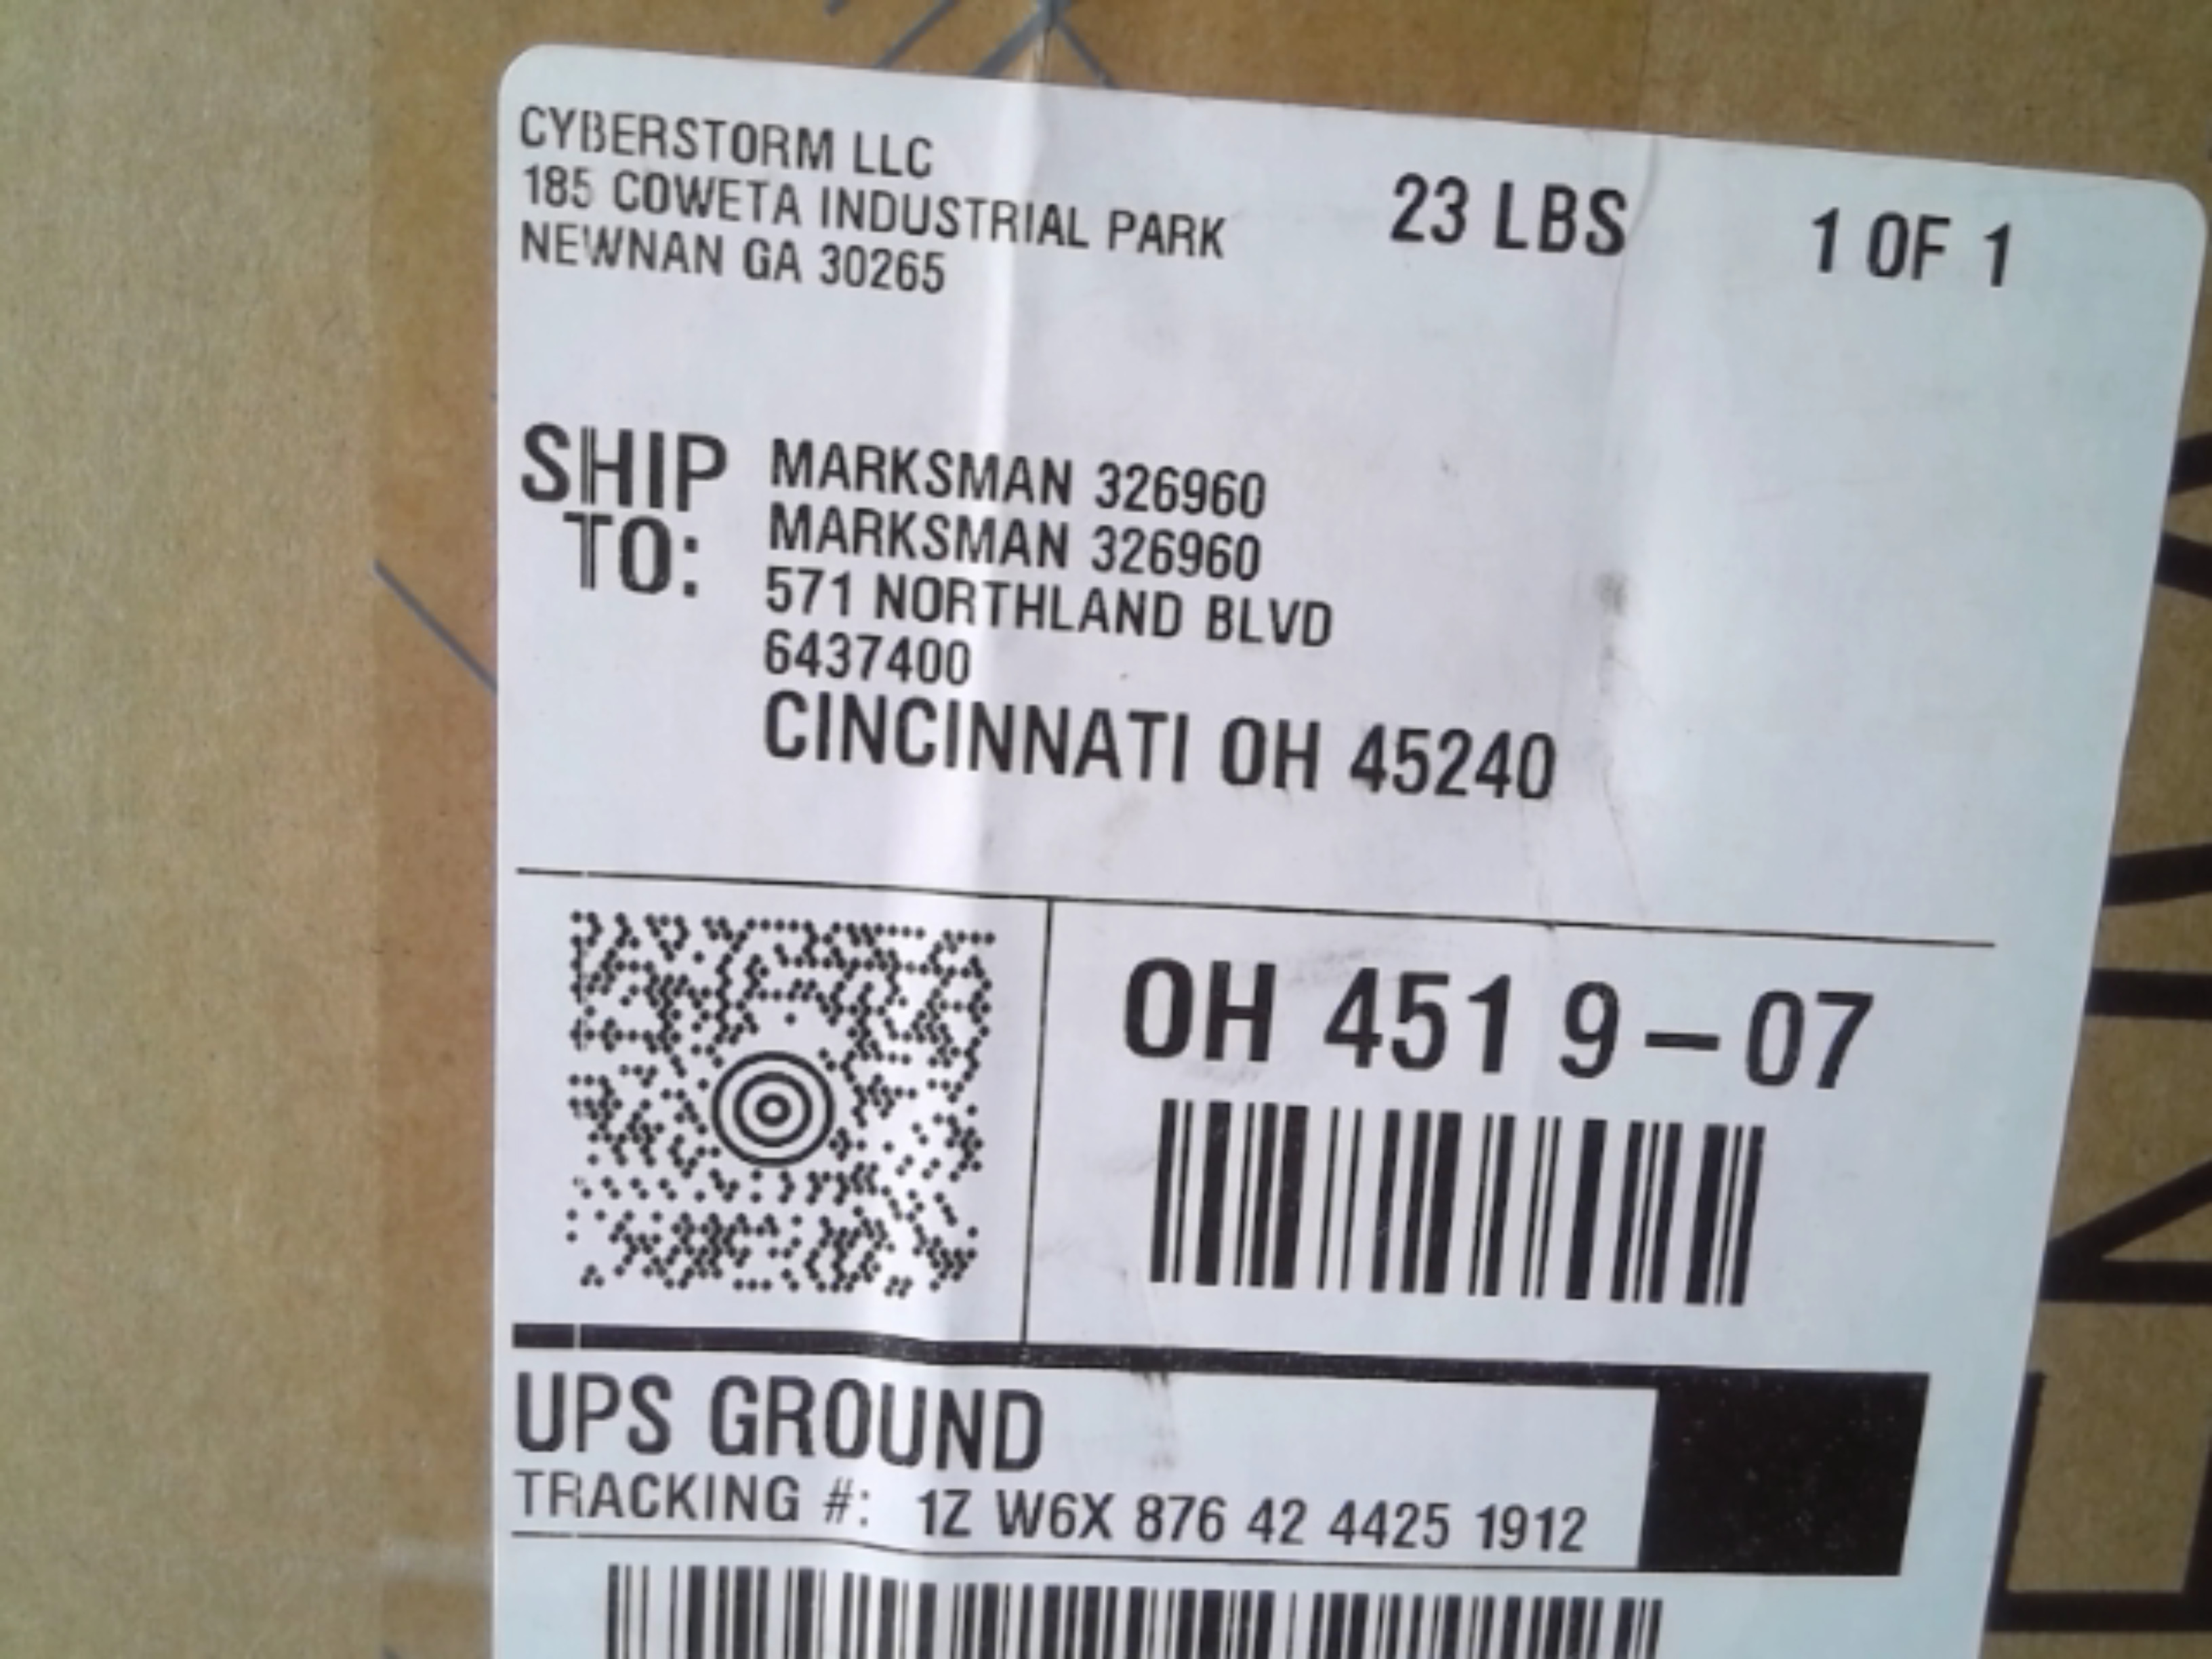 CYBERSTORM LLC
185 COWETA INDUSTRIAL PARK
NEWNAN GA 30265
23 LBS
1 OF 1
SHIP TO:
MARKSMAN 326960
MARKSMAN 326960
571 NORTHLAND BLVD
6437400
CINCINNATI OH 45240
OH 451 9-07
UPS GROUND
TRACKING #: 1Z W6X 876 42 4425 1912